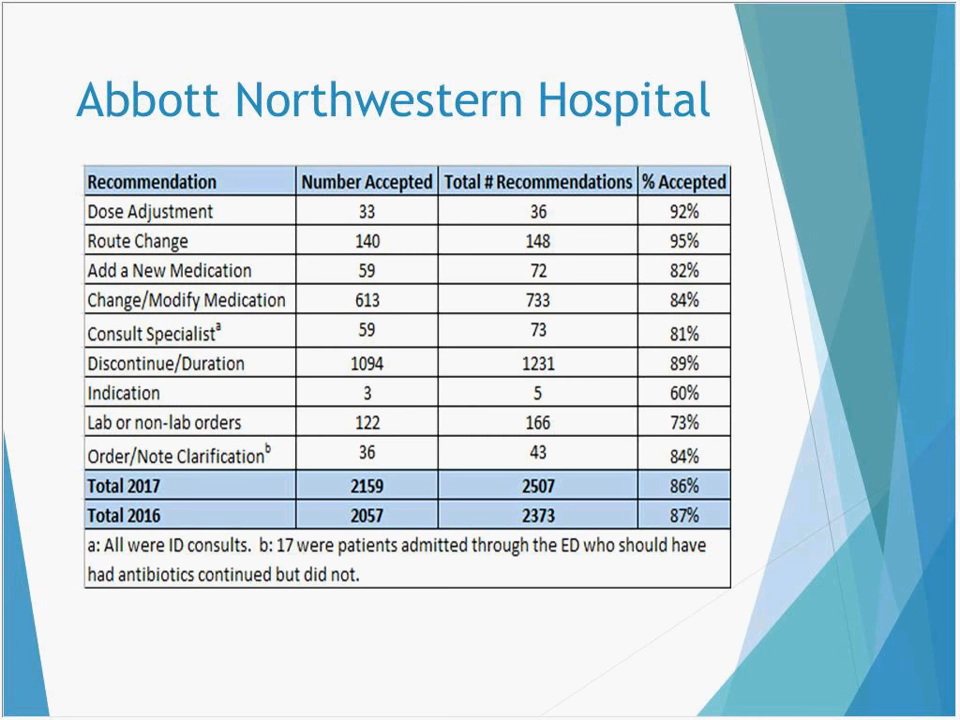 Abbott Northwestern Hospital
Recommendation Number Accepted Total # Recommendations % Accepted
Dose Adjustment 33 36 92%
Route Change 140 148 95%
Add a New Medication 59 72 82%
Change/Modify Medication 613 733 84%
Consult Specialistᵃ 59 73 81%
Discontinue/Duration 1094 1231 89%
Indication 3 5 60%
Lab or non-lab orders 122 166 73%
Order/Note Clarificationᵇ 36 43 84%
Total 2017 2159 2507 86%
Total 2016 2057 2373 87%
a: All were ID consults. b: 17 were patients admitted through the ED who should have
had antibiotics continued but did not.